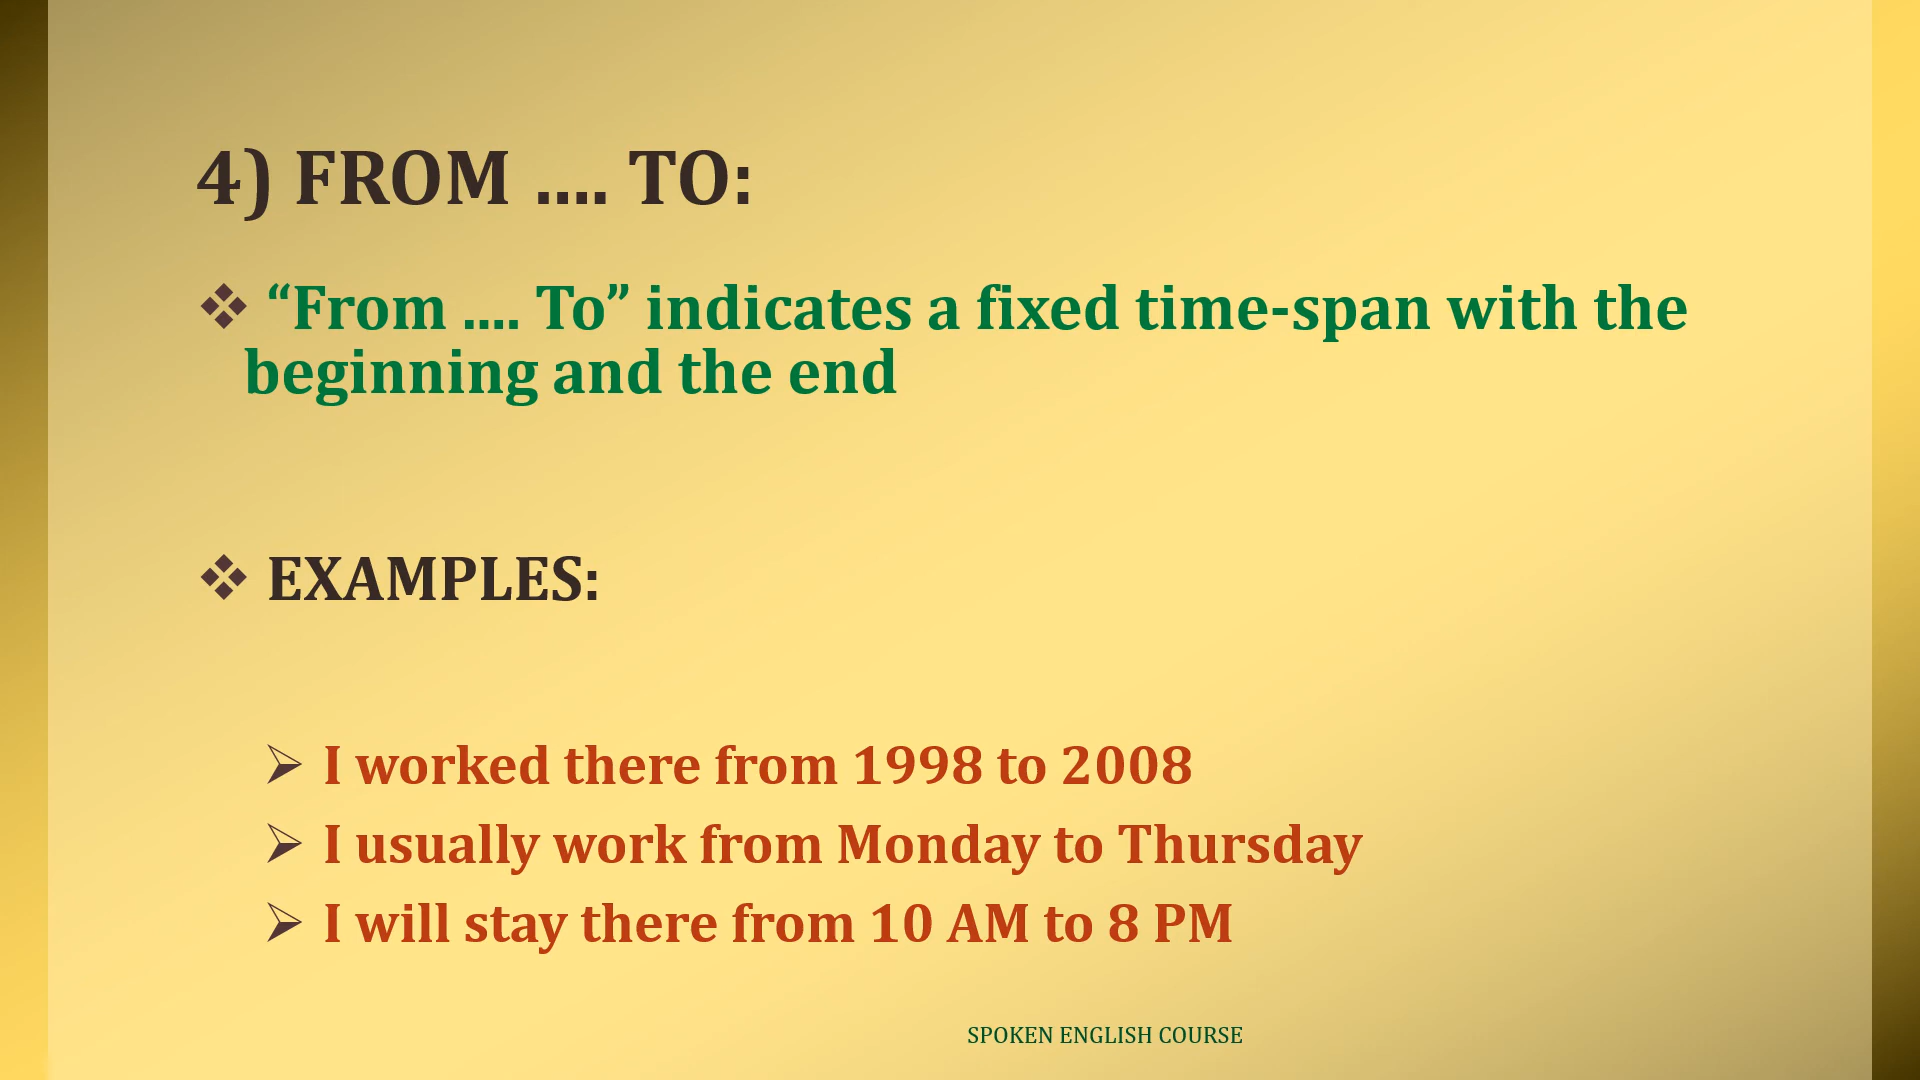 4) FROM .... TO:
❖ “From .... To” indicates a fixed time-span with the
beginning and the end
❖ EXAMPLES:
➢ I worked there from 1998 to 2008
➢ I usually work from Monday to Thursday
➢ I will stay there from 10 AM to 8 PM
SPOKEN ENGLISH COURSE